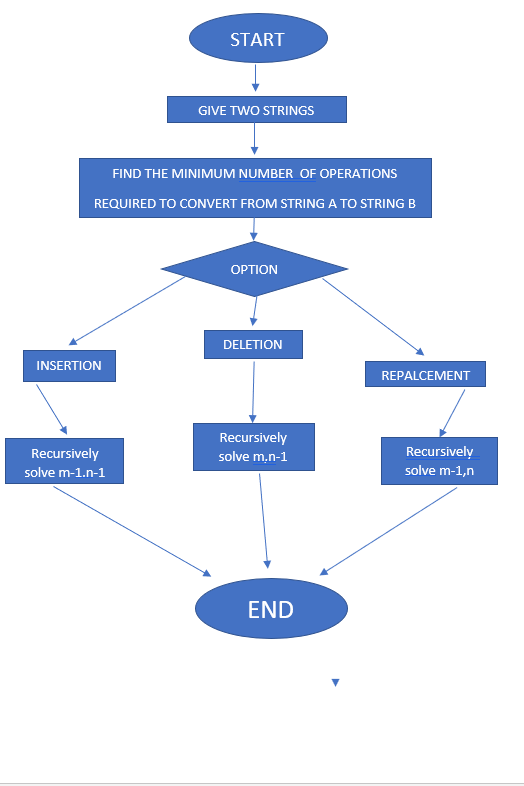 START
GIVE TWO STRINGS
FIND THE MINIMUM NUMBER OF OPERATIONS
REQUIRED TO CONVERT FROM STRING A TO STRING B
OPTION
INSERTION
DELETION
REPALCEMENT
Recursively
solve m-1.n-1
Recursively
solve m,n-1
Recursively
solve m-1,n
END